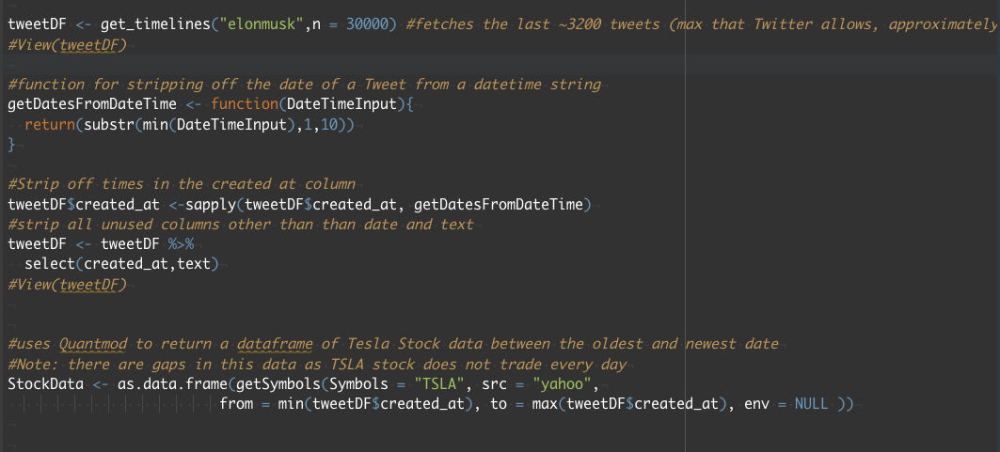 tweetDF <- get_timelines("elonmusk",n = 30000) #fetches the last ~3200 tweets (max that Twitter allows, approximately
#View(tweetDF)
#function for stripping off the date of a Tweet from a datetime string
getDatesFromDateTime <- function(DateTimeInput){
  return(substr(min(DateTimeInput),1,10))
}
#Strip off times in the created at column
tweetDF$created_at <-sapply(tweetDF$created_at, getDatesFromDateTime)
#strip all unused columns other than than date and text
tweetDF <- tweetDF %>%
  select(created_at,text)
#View(tweetDF)
#uses Quantmod to return a dataframe of Tesla Stock data between the oldest and newest date
#Note: there are gaps in this data as TSLA stock does not trade every day
StockData <- as.data.frame(getSymbols(Symbols = "TSLA", src = "yahoo",
                         from = min(tweetDF$created_at), to = max(tweetDF$created_at), env = NULL ))